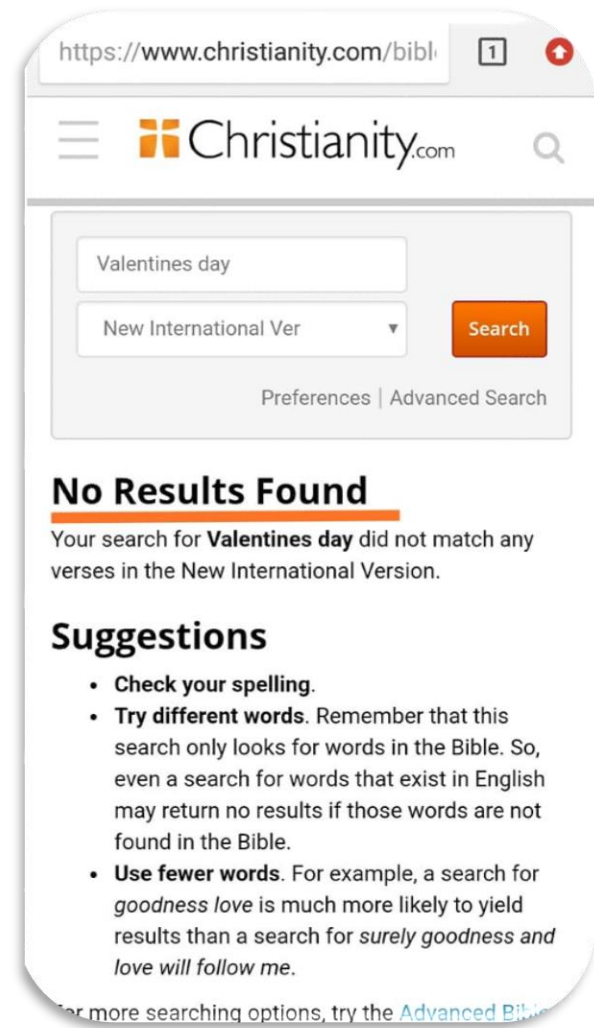 https://www.christianity.com/bibl
1
Christianity.com
Valentines day
New International Ver
Search
Preferences | Advanced Search
No Results Found
Your search for Valentines day did not match any
verses in the New International Version.
Suggestions
• Check your spelling.
• Try different words. Remember that this
search only looks for words in the Bible. So,
even a search for words that exist in English
may return no results if those words are not
found in the Bible.
• Use fewer words. For example, a search for
goodness love is much more likely to yield
results than a search for surely goodness and
love will follow me.
For more searching options, try the Advanced Bible